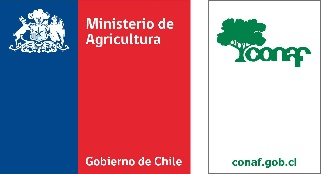 Ministerio de
Agricultura
Gobierno de Chile
conaf
conaf.gob.cl